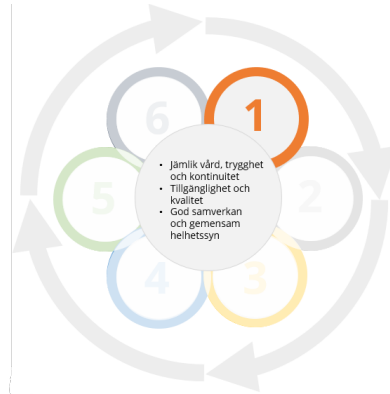 6
1
5
2
4
3
• Jämlik vård, trygghet
och kontinuitet
• Tillgänglighet och
kvalitet
• God samverkan
och gemensam
helhetssyn